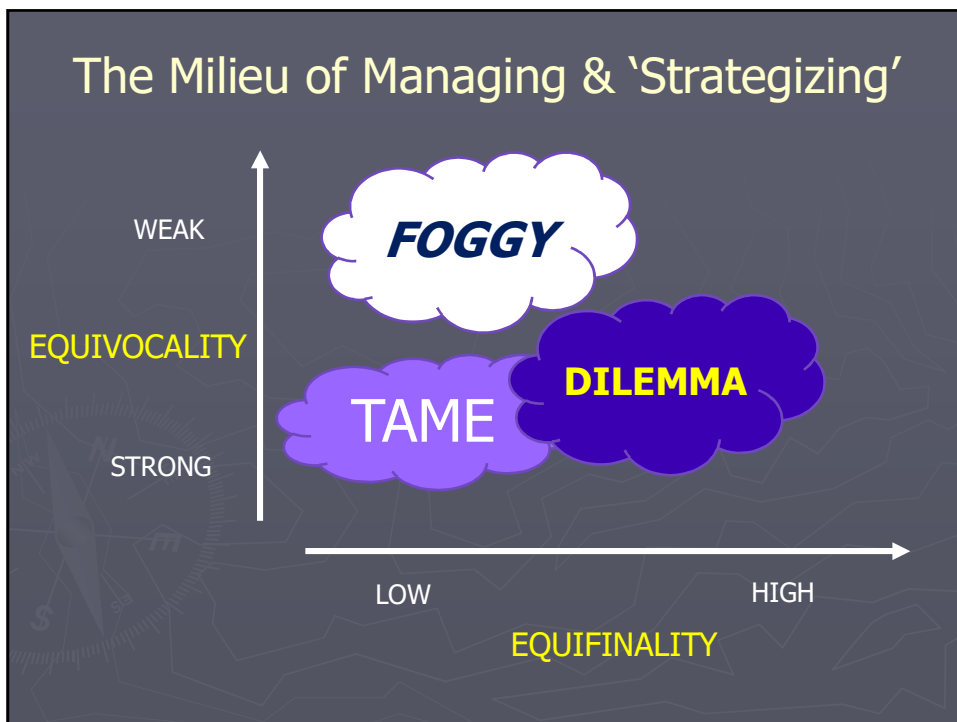 The Milieu of Managing & ‘Strategizing’
WEAK
FOGGY
EQUIVOCALITY
DILEMMA
TAME
STRONG
LOW
HIGH
EQUIFINALITY